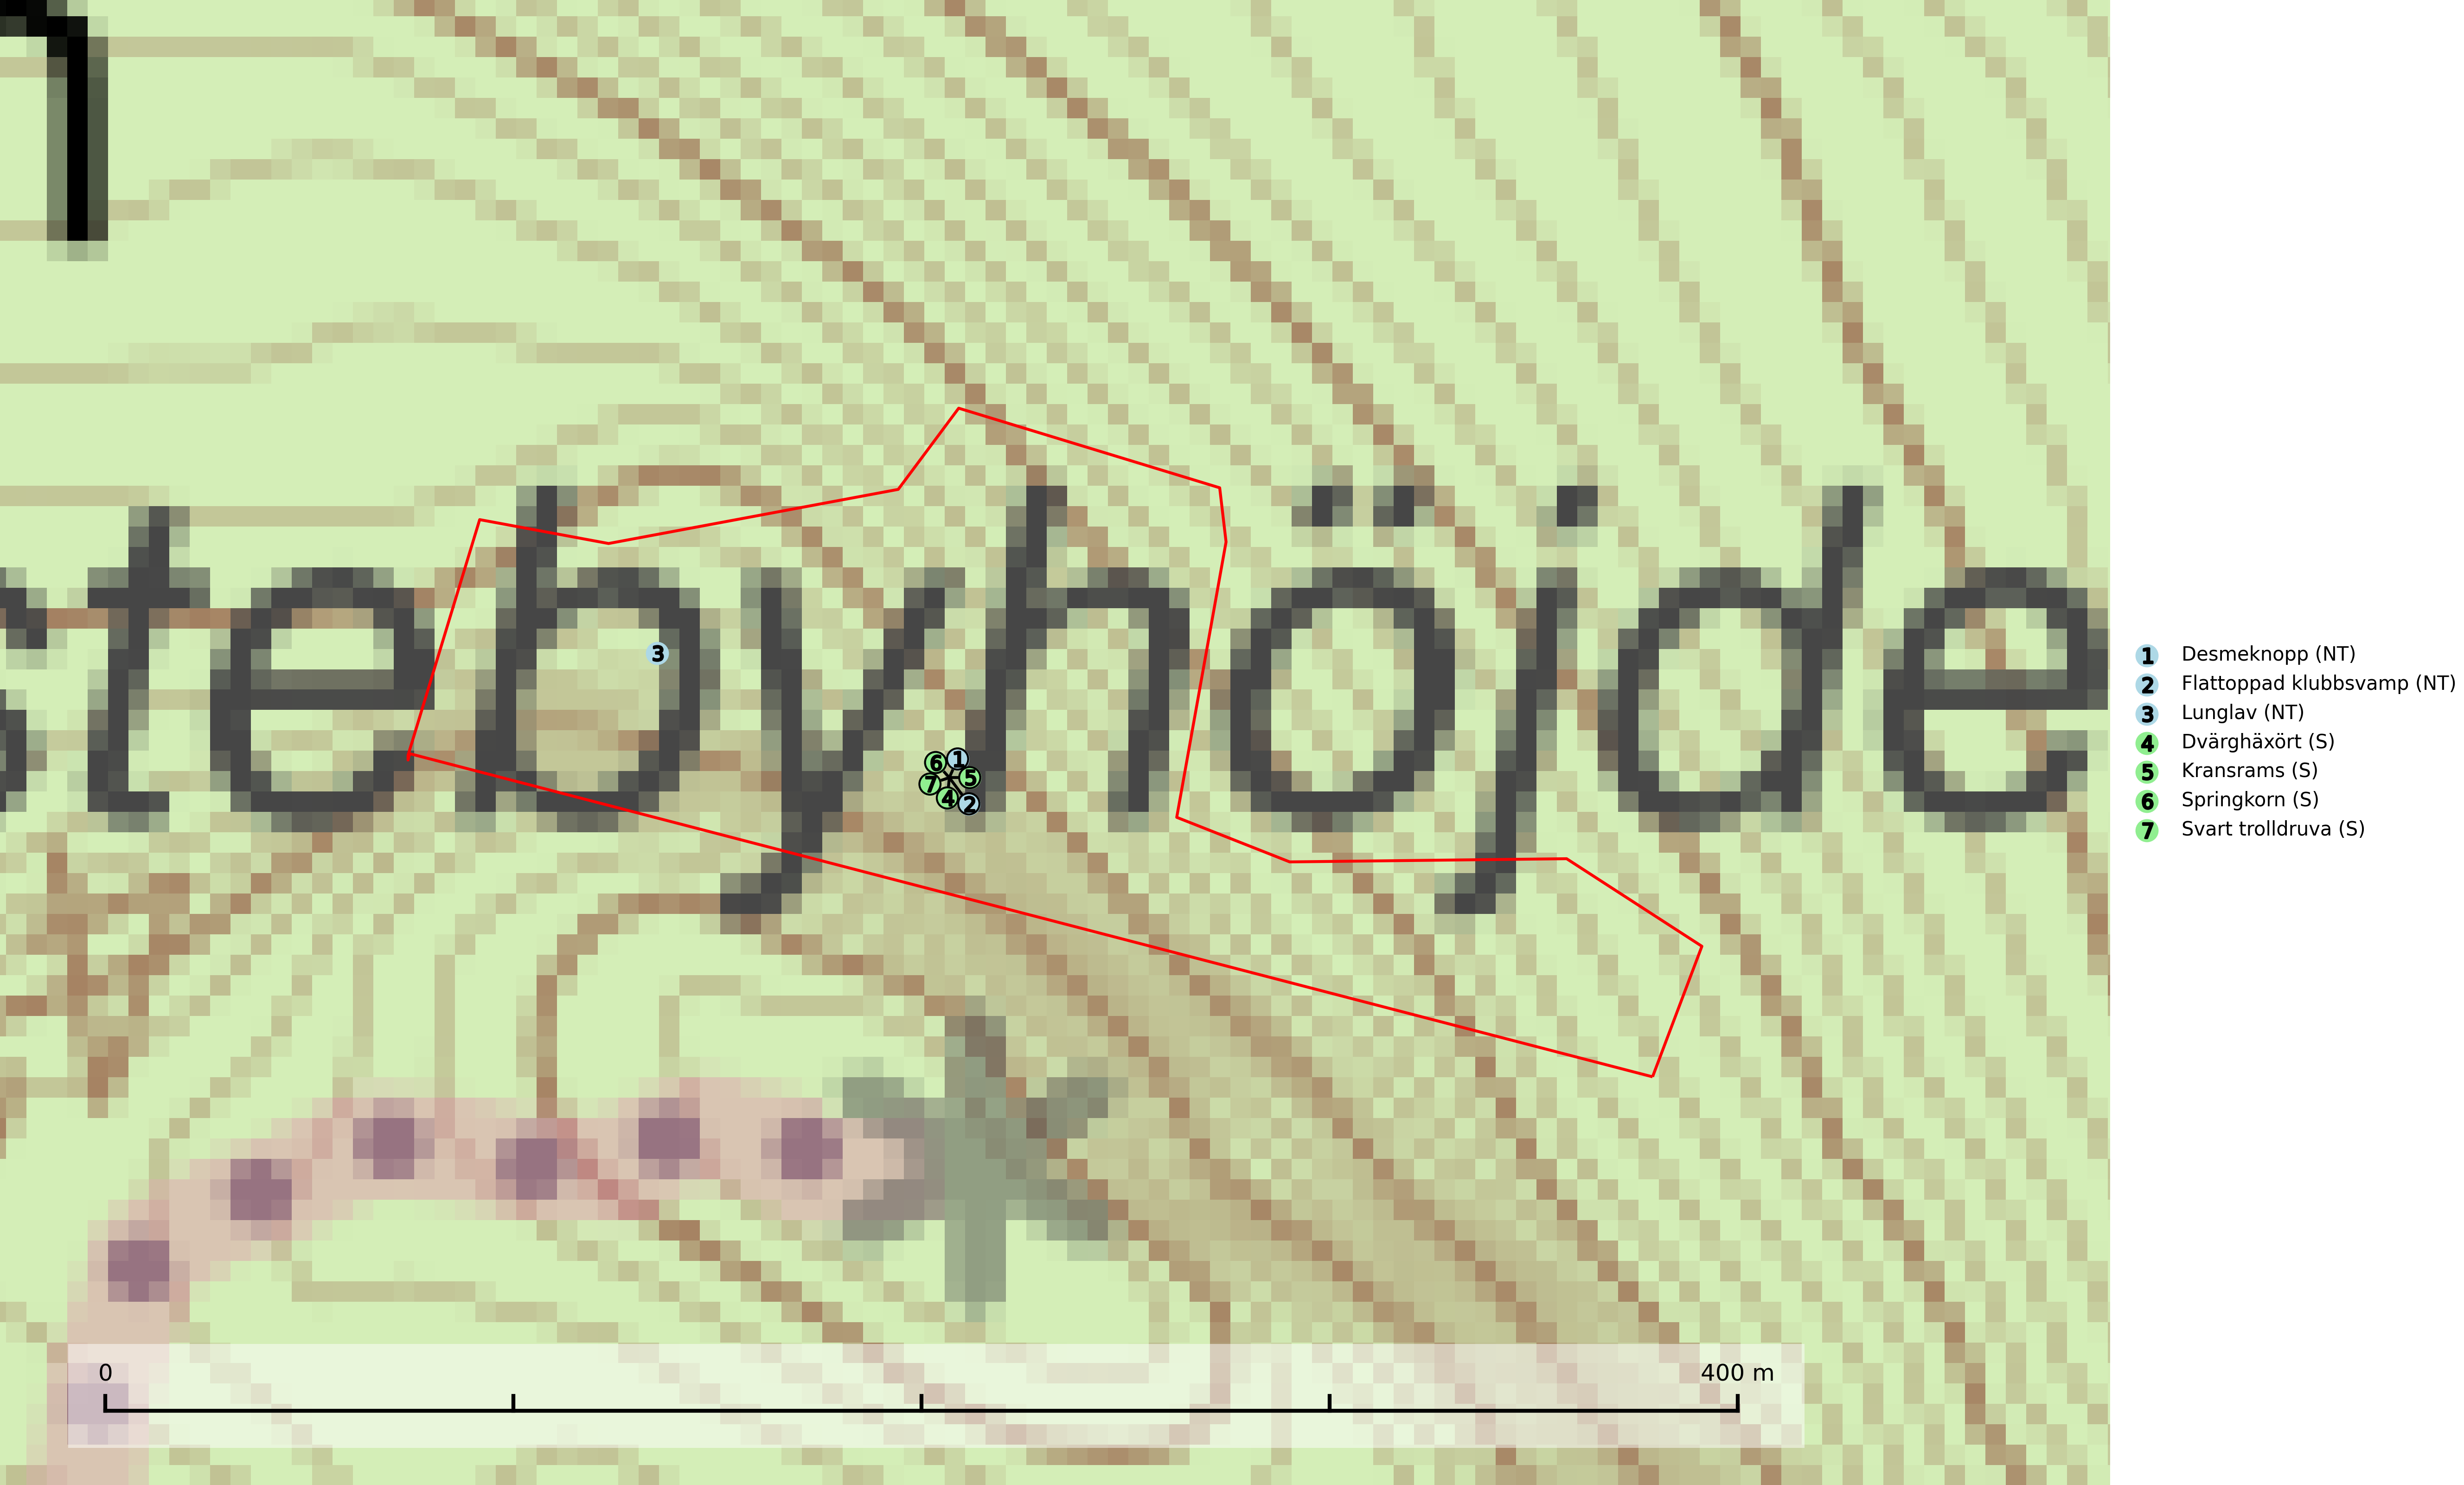 tebyhöjde
3
6 1
7 5
4 2
1 Desmeknopp (NT)
2 Flattoppad klubbsvamp (NT)
3 Lunglav (NT)
4 Dvärghäxört (S)
5 Kransrams (S)
6 Springkorn (S)
7 Svart trolldruva (S)
0 400 m